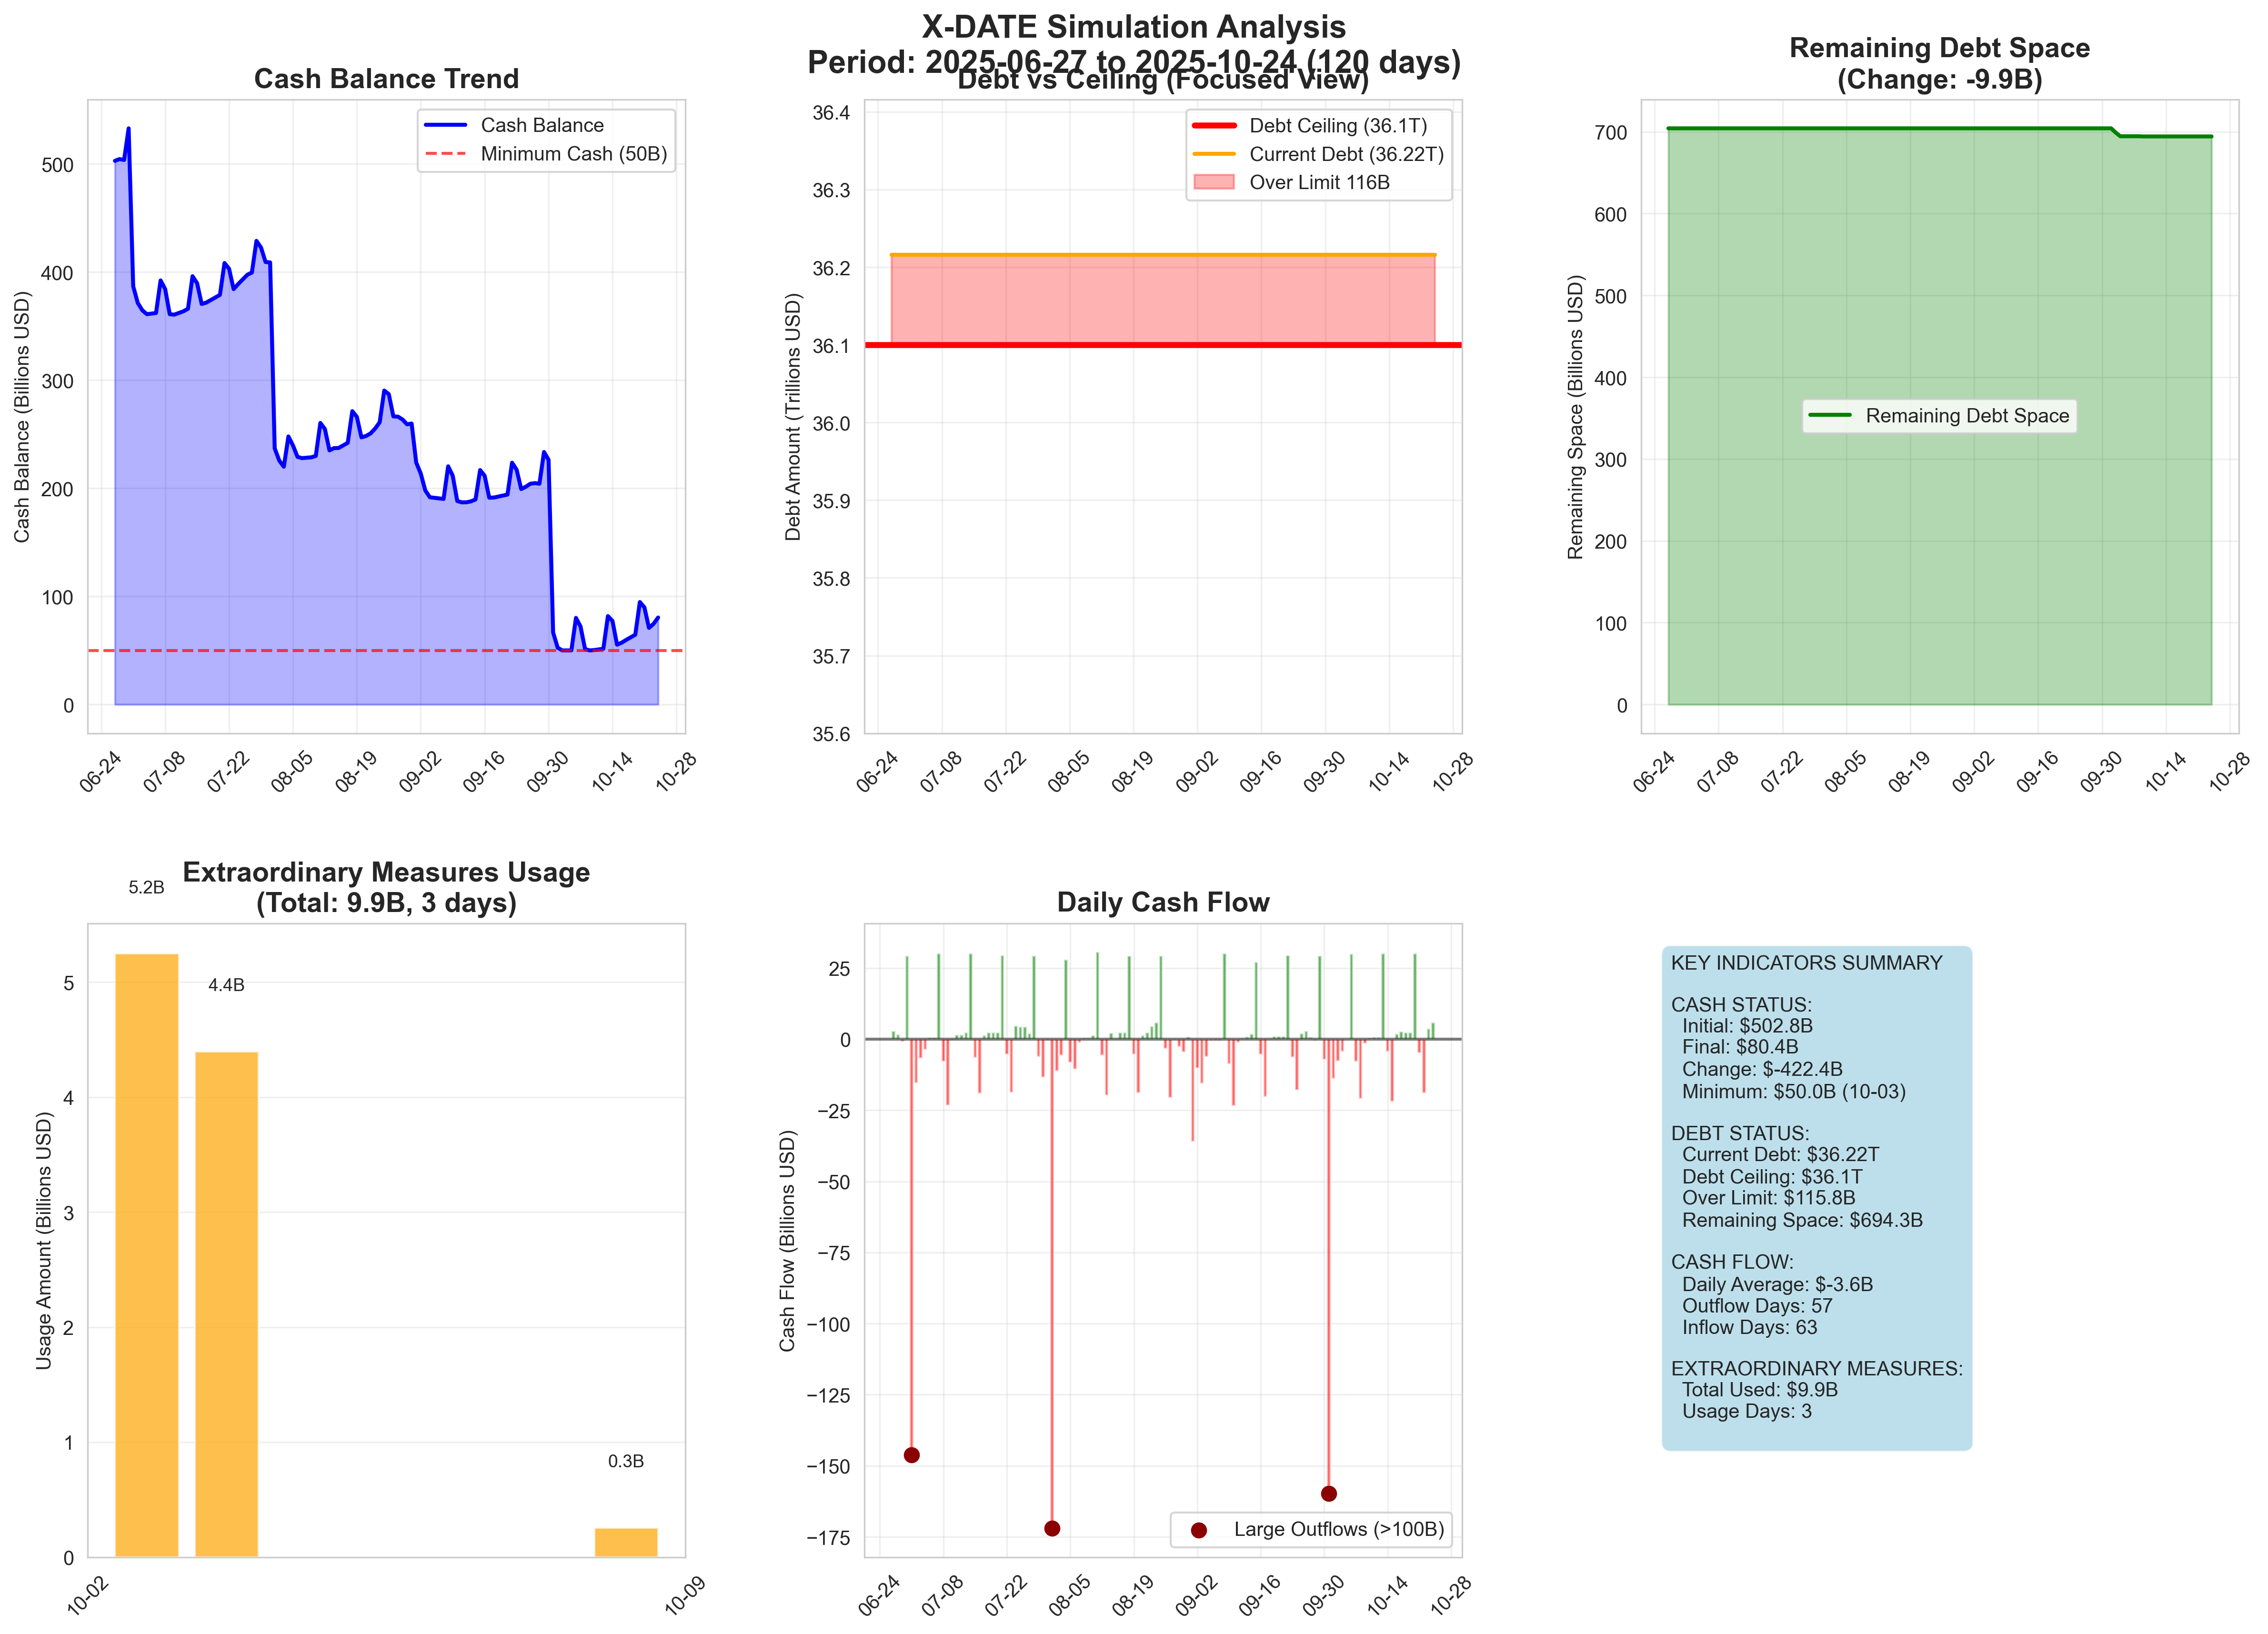 X-DATE Simulation Analysis
Period: 2025-06-27 to 2025-10-24 (120 days)
Cash Balance Trend
Cash Balance (Billions USD)
500
400
300
200
100
0
06-24
07-08
07-22
08-05
08-19
09-02
09-16
09-30
10-14
10-28
Cash Balance
Minimum Cash (50B)
Debt vs Ceiling (Focused View)
Debt Amount (Trillions USD)
36.4
36.3
36.2
36.1
36.0
35.9
35.8
35.7
35.6
06-24
07-08
07-22
08-05
08-19
09-02
09-16
09-30
10-14
10-28
Debt Ceiling (36.1T)
Current Debt (36.22T)
Over Limit 116B
Remaining Debt Space
(Change: -9.9B)
Remaining Space (Billions USD)
700
600
500
400
300
200
100
0
06-24
07-08
07-22
08-05
08-19
09-02
09-16
09-30
10-14
10-28
Remaining Debt Space
Extraordinary Measures Usage
(Total: 9.9B, 3 days)
Usage Amount (Billions USD)
5
4
3
2
1
0
5.2B
4.4B
0.3B
10-02
10-09
Daily Cash Flow
Cash Flow (Billions USD)
25
0
−25
−50
−75
−100
−125
−150
−175
06-24
07-08
07-22
08-05
08-19
09-02
09-16
09-30
10-14
10-28
Large Outflows (>100B)
KEY INDICATORS SUMMARY
CASH STATUS:
Initial: $502.8B
Final: $80.4B
Change: $-422.4B
Minimum: $50.0B (10-03)
DEBT STATUS:
Current Debt: $36.22T
Debt Ceiling: $36.1T
Over Limit: $115.8B
Remaining Space: $694.3B
CASH FLOW:
Daily Average: $-3.6B
Outflow Days: 57
Inflow Days: 63
EXTRAORDINARY MEASURES:
Total Used: $9.9B
Usage Days: 3